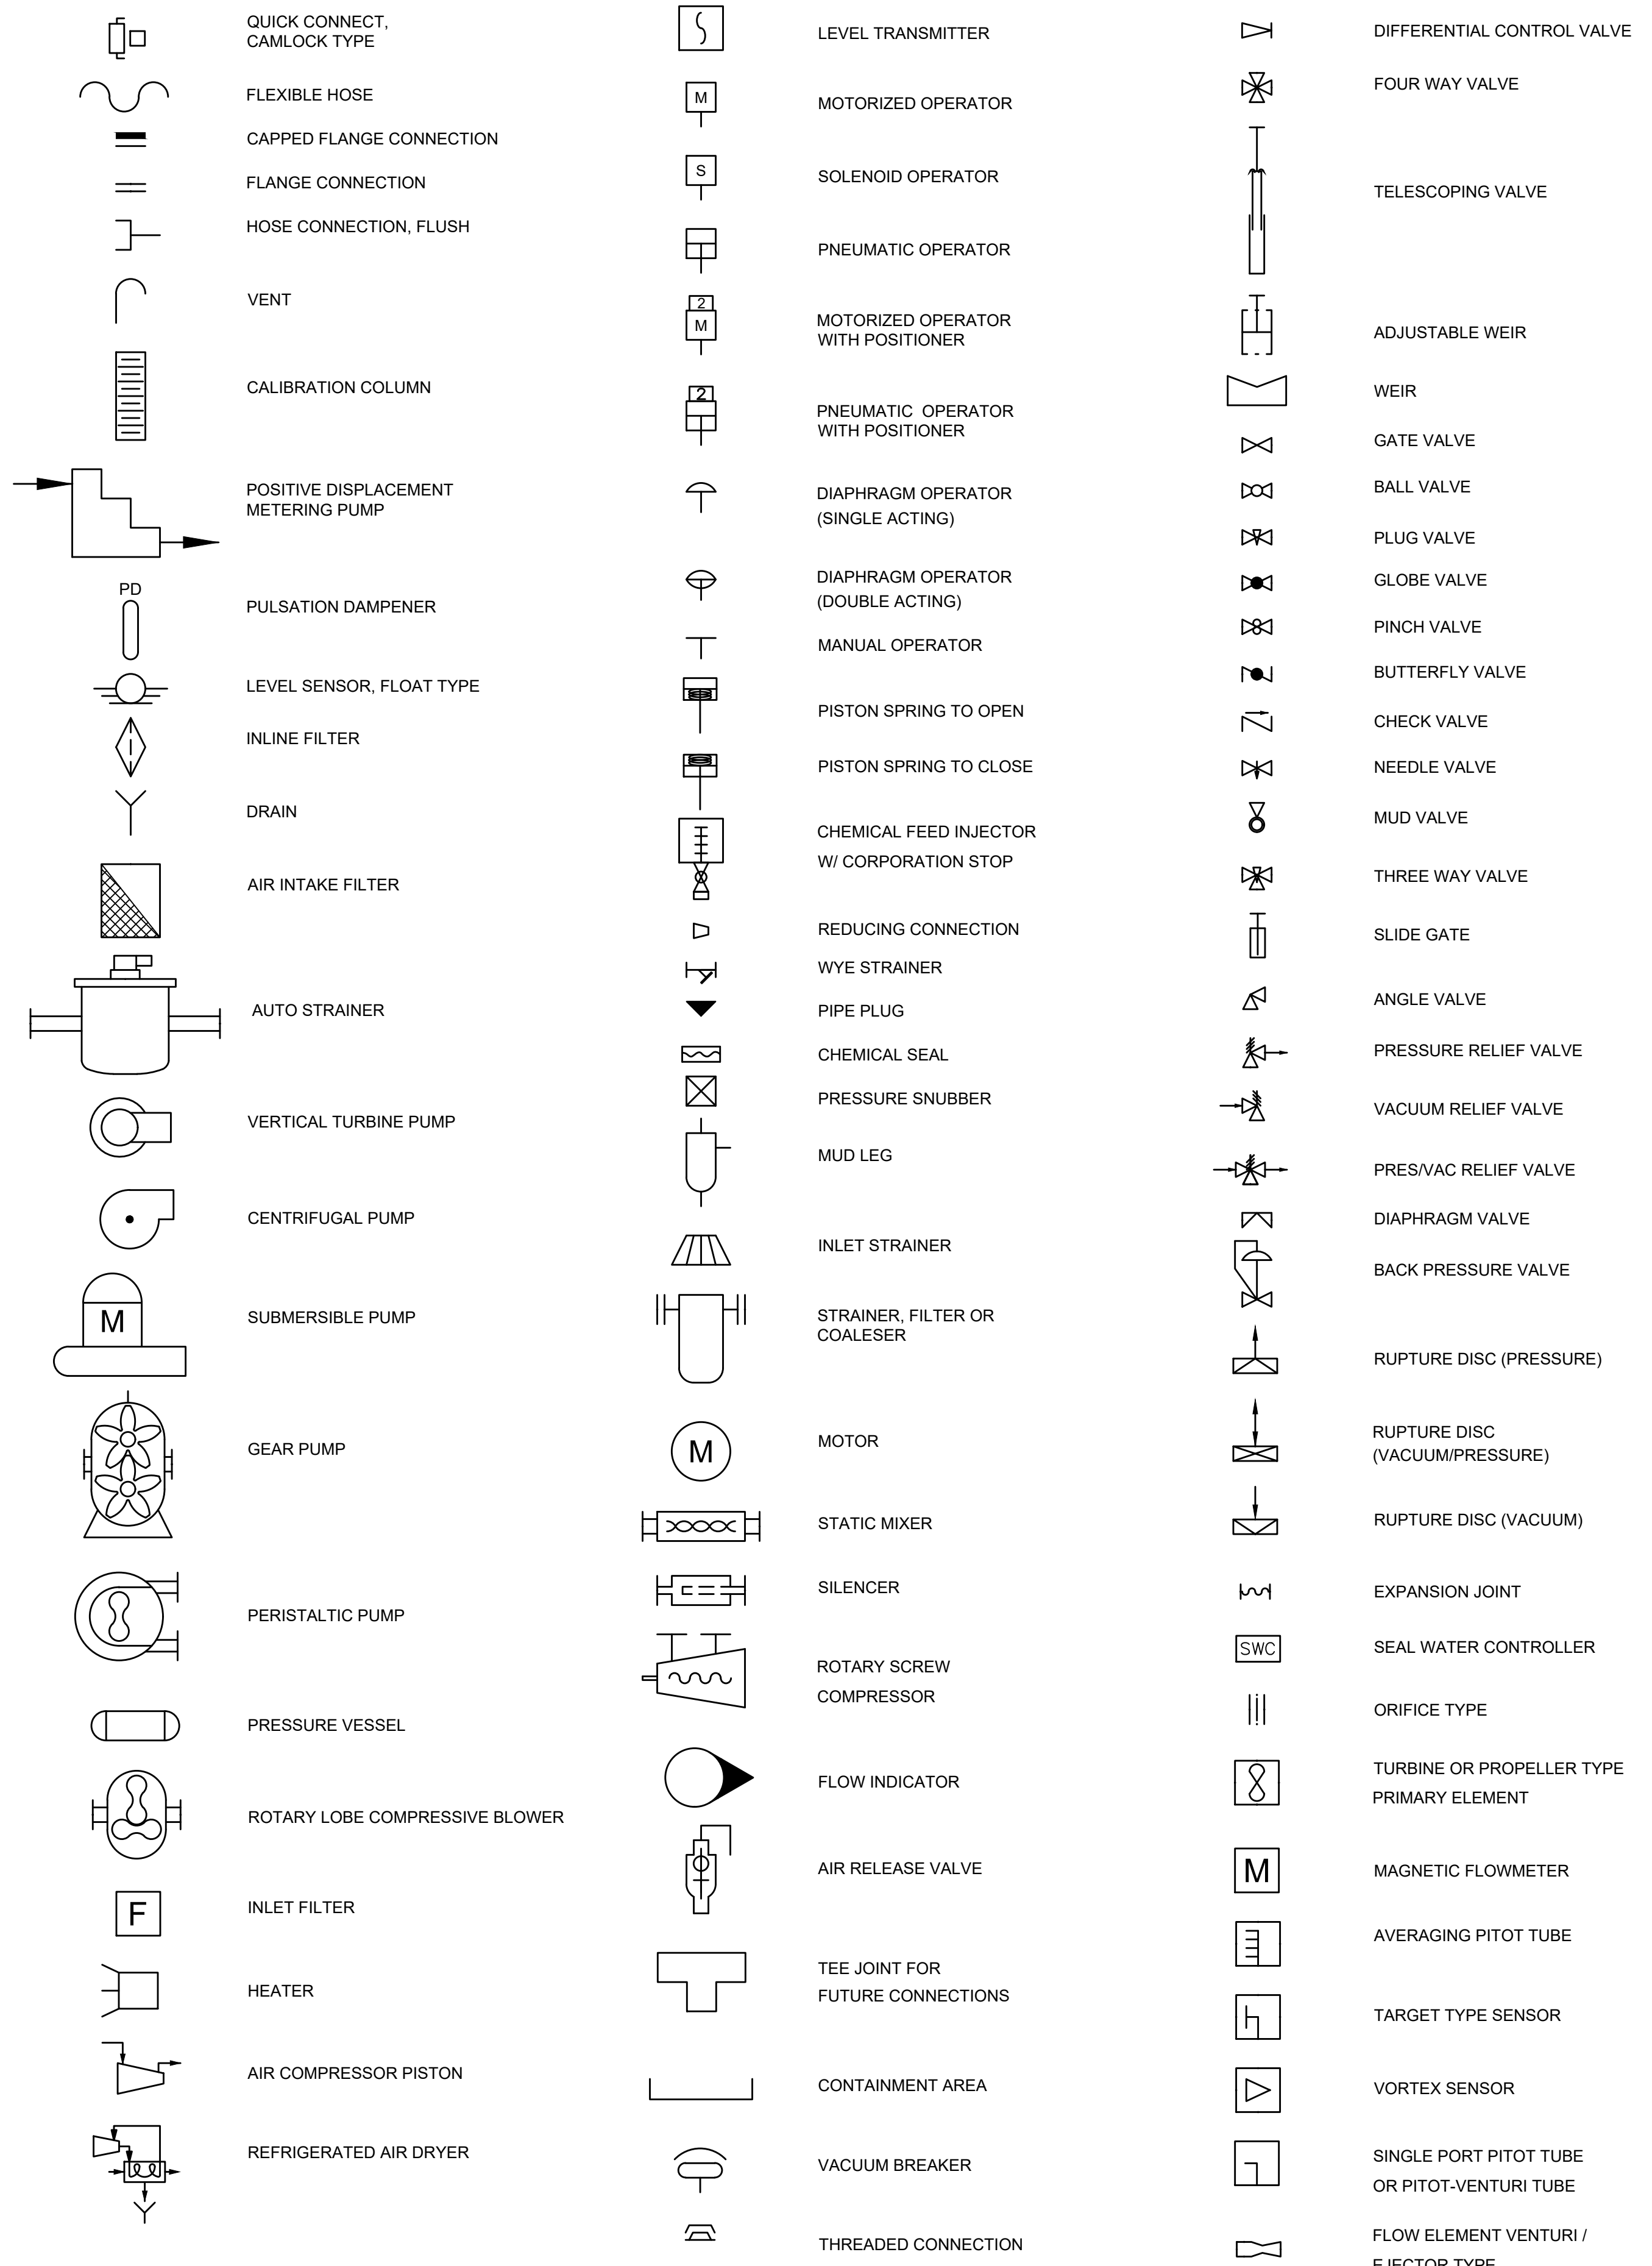 QUICK CONNECT,
CAMLOCK TYPE
FLEXIBLE HOSE
CAPPED FLANGE CONNECTION
FLANGE CONNECTION
HOSE CONNECTION, FLUSH
VENT
CALIBRATION COLUMN
POSITIVE DISPLACEMENT
METERING PUMP
PD
PULSATION DAMPENER
LEVEL SENSOR, FLOAT TYPE
INLINE FILTER
DRAIN
AIR INTAKE FILTER
AUTO STRAINER
VERTICAL TURBINE PUMP
CENTRIFUGAL PUMP
M
SUBMERSIBLE PUMP
GEAR PUMP
PERISTALTIC PUMP
PRESSURE VESSEL
ROTARY LOBE COMPRESSIVE BLOWER
F
INLET FILTER
HEATER
AIR COMPRESSOR PISTON
REFRIGERATED AIR DRYER
LEVEL TRANSMITTER
M
MOTORIZED OPERATOR
S
SOLENOID OPERATOR
PNEUMATIC OPERATOR
2
M
MOTORIZED OPERATOR
WITH POSITIONER
2
PNEUMATIC OPERATOR
WITH POSITIONER
DIAPHRAGM OPERATOR
(SINGLE ACTING)
DIAPHRAGM OPERATOR
(DOUBLE ACTING)
MANUAL OPERATOR
PISTON SPRING TO OPEN
PISTON SPRING TO CLOSE
CHEMICAL FEED INJECTOR
W/ CORPORATION STOP
REDUCING CONNECTION
WYE STRAINER
PIPE PLUG
CHEMICAL SEAL
PRESSURE SNUBBER
MUD LEG
INLET STRAINER
STRAINER, FILTER OR
COALESER
M
MOTOR
STATIC MIXER
SILENCER
ROTARY SCREW
COMPRESSOR
FLOW INDICATOR
AIR RELEASE VALVE
TEE JOINT FOR
FUTURE CONNECTIONS
CONTAINMENT AREA
VACUUM BREAKER
THREADED CONNECTION
DIFFERENTIAL CONTROL VALVE
FOUR WAY VALVE
TELESCOPING VALVE
ADJUSTABLE WEIR
WEIR
GATE VALVE
BALL VALVE
PLUG VALVE
GLOBE VALVE
PINCH VALVE
BUTTERFLY VALVE
CHECK VALVE
NEEDLE VALVE
MUD VALVE
THREE WAY VALVE
SLIDE GATE
ANGLE VALVE
PRESSURE RELIEF VALVE
VACUUM RELIEF VALVE
PRES/VAC RELIEF VALVE
DIAPHRAGM VALVE
BACK PRESSURE VALVE
RUPTURE DISC (PRESSURE)
RUPTURE DISC
(VACUUM/PRESSURE)
RUPTURE DISC (VACUUM)
EXPANSION JOINT
SWC
SEAL WATER CONTROLLER
ORIFICE TYPE
TURBINE OR PROPELLER TYPE
PRIMARY ELEMENT
M
MAGNETIC FLOWMETER
AVERAGING PITOT TUBE
TARGET TYPE SENSOR
VORTEX SENSOR
SINGLE PORT PITOT TUBE
OR PITOT-VENTURI TUBE
FLOW ELEMENT VENTURI /
EJECTOR TYPE